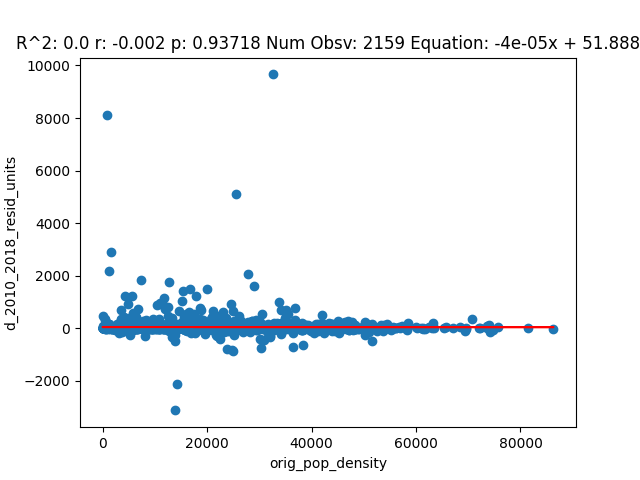 R^2: 0.0 r: -0.002 p: 0.93718 Num Obsv: 2159 Equation: -4e-05x + 51.888
10000
8000
6000
4000
2000
0
−2000
d_2010_2018_resid_units
0 20000 40000 60000 80000
orig_pop_density